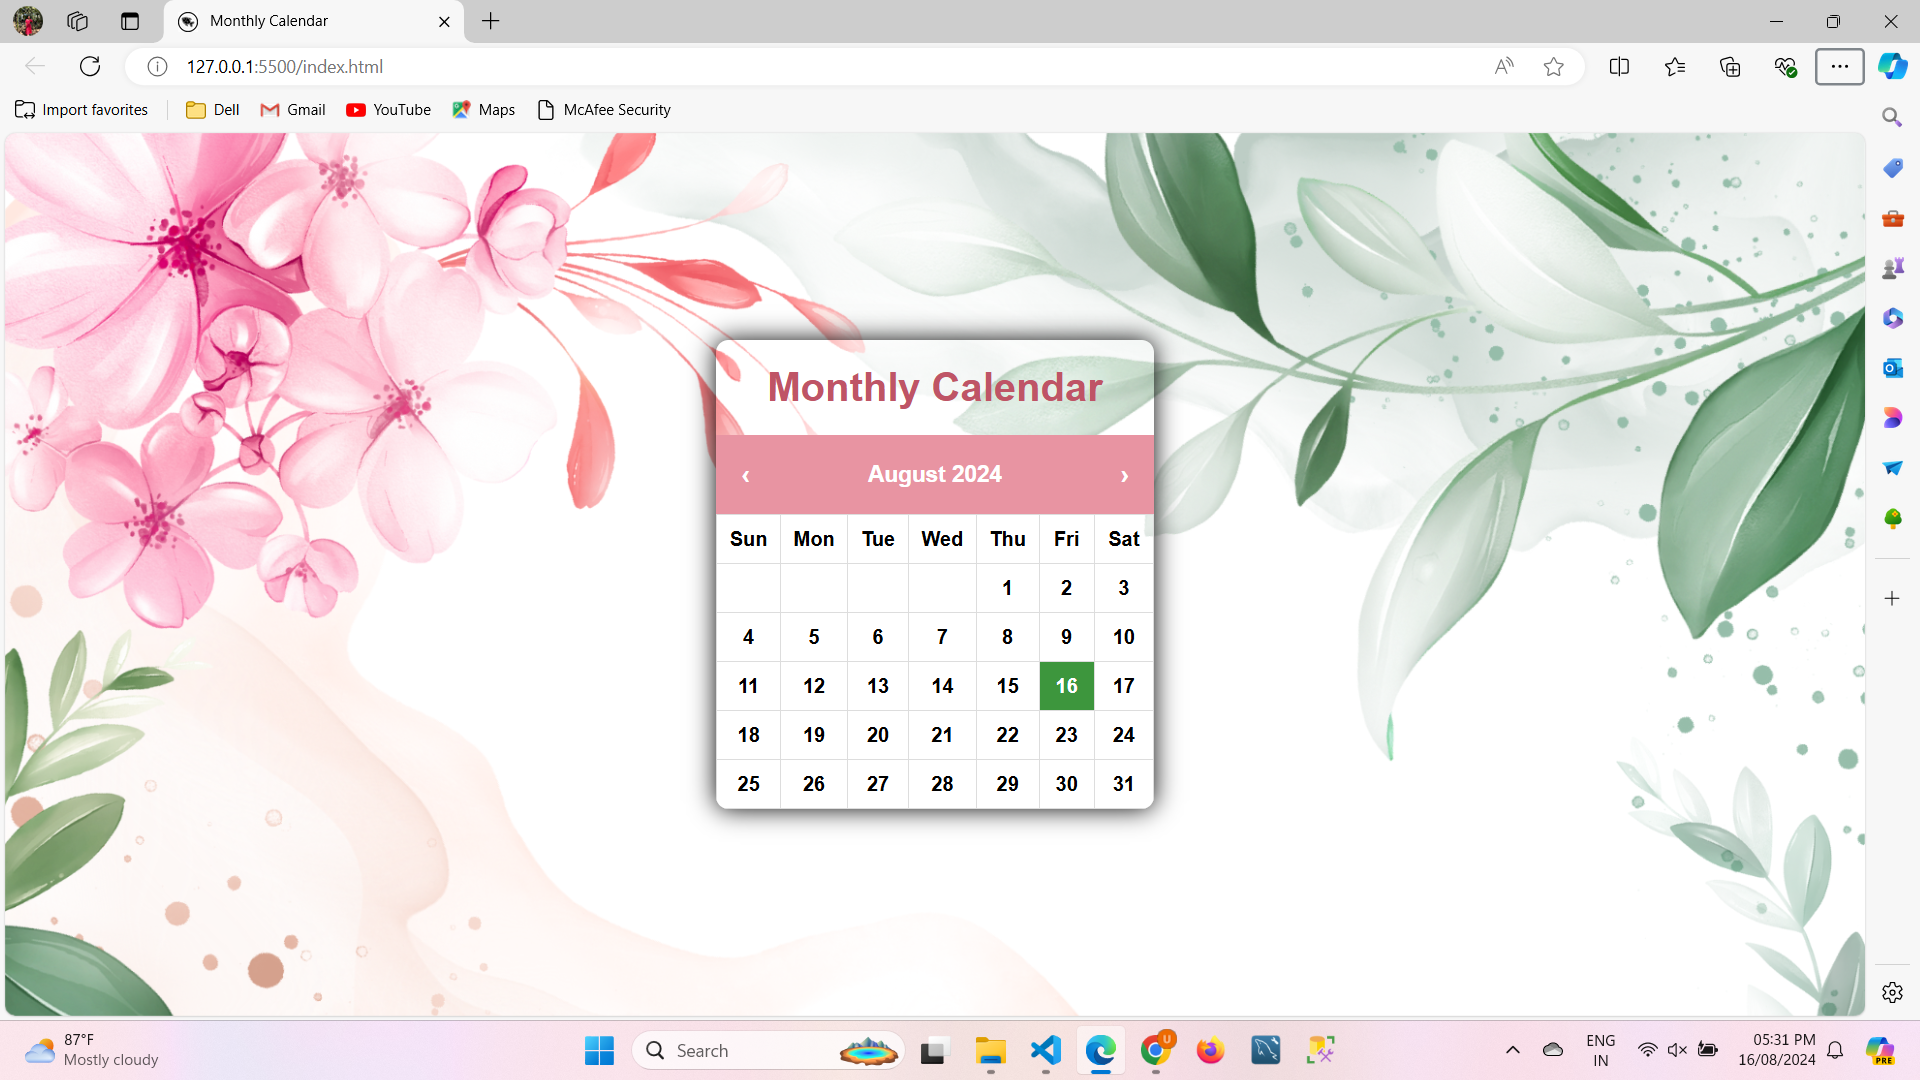 Monthly Calendar
127.0.0.1:5500/index.html
Import favorites Dell Gmail YouTube Maps McAfee Security
Monthly Calendar
‹ August 2024 ›
Sun Mon Tue Wed Thu Fri Sat
1 2 3
4 5 6 7 8 9 10
11 12 13 14 15 16 17
18 19 20 21 22 23 24
25 26 27 28 29 30 31
87°F
Mostly cloudy
Search
U
ENG
IN
05:31 PM
16/08/2024
PRE